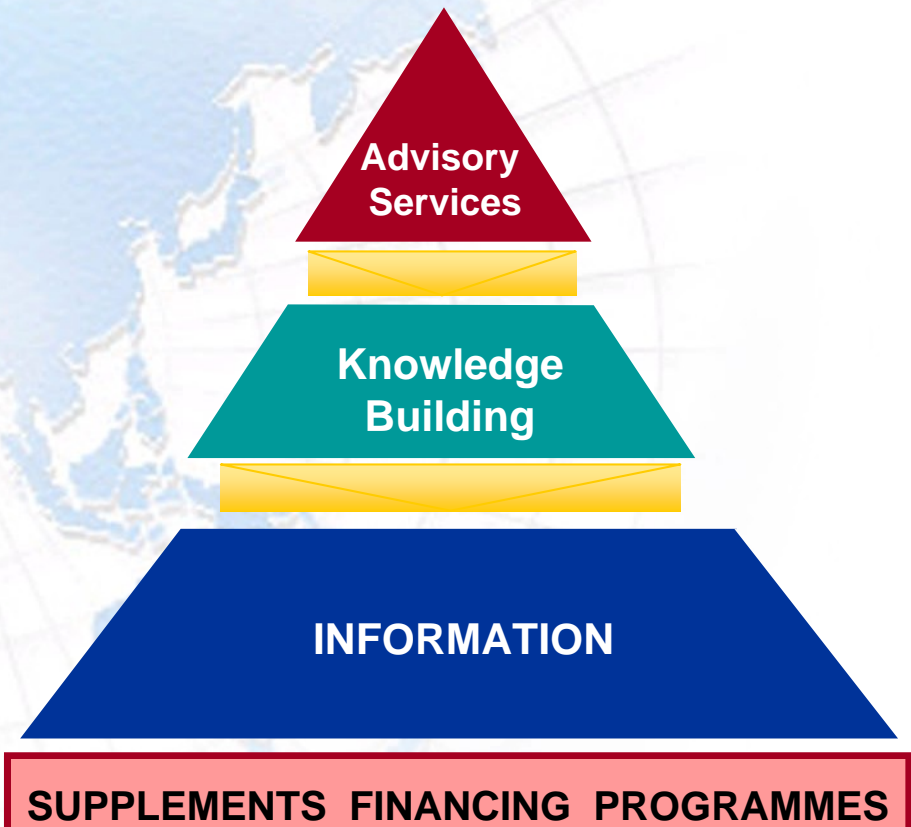 Advisory
Services
Knowledge
Building
INFORMATION
SUPPLEMENTS FINANCING PROGRAMMES